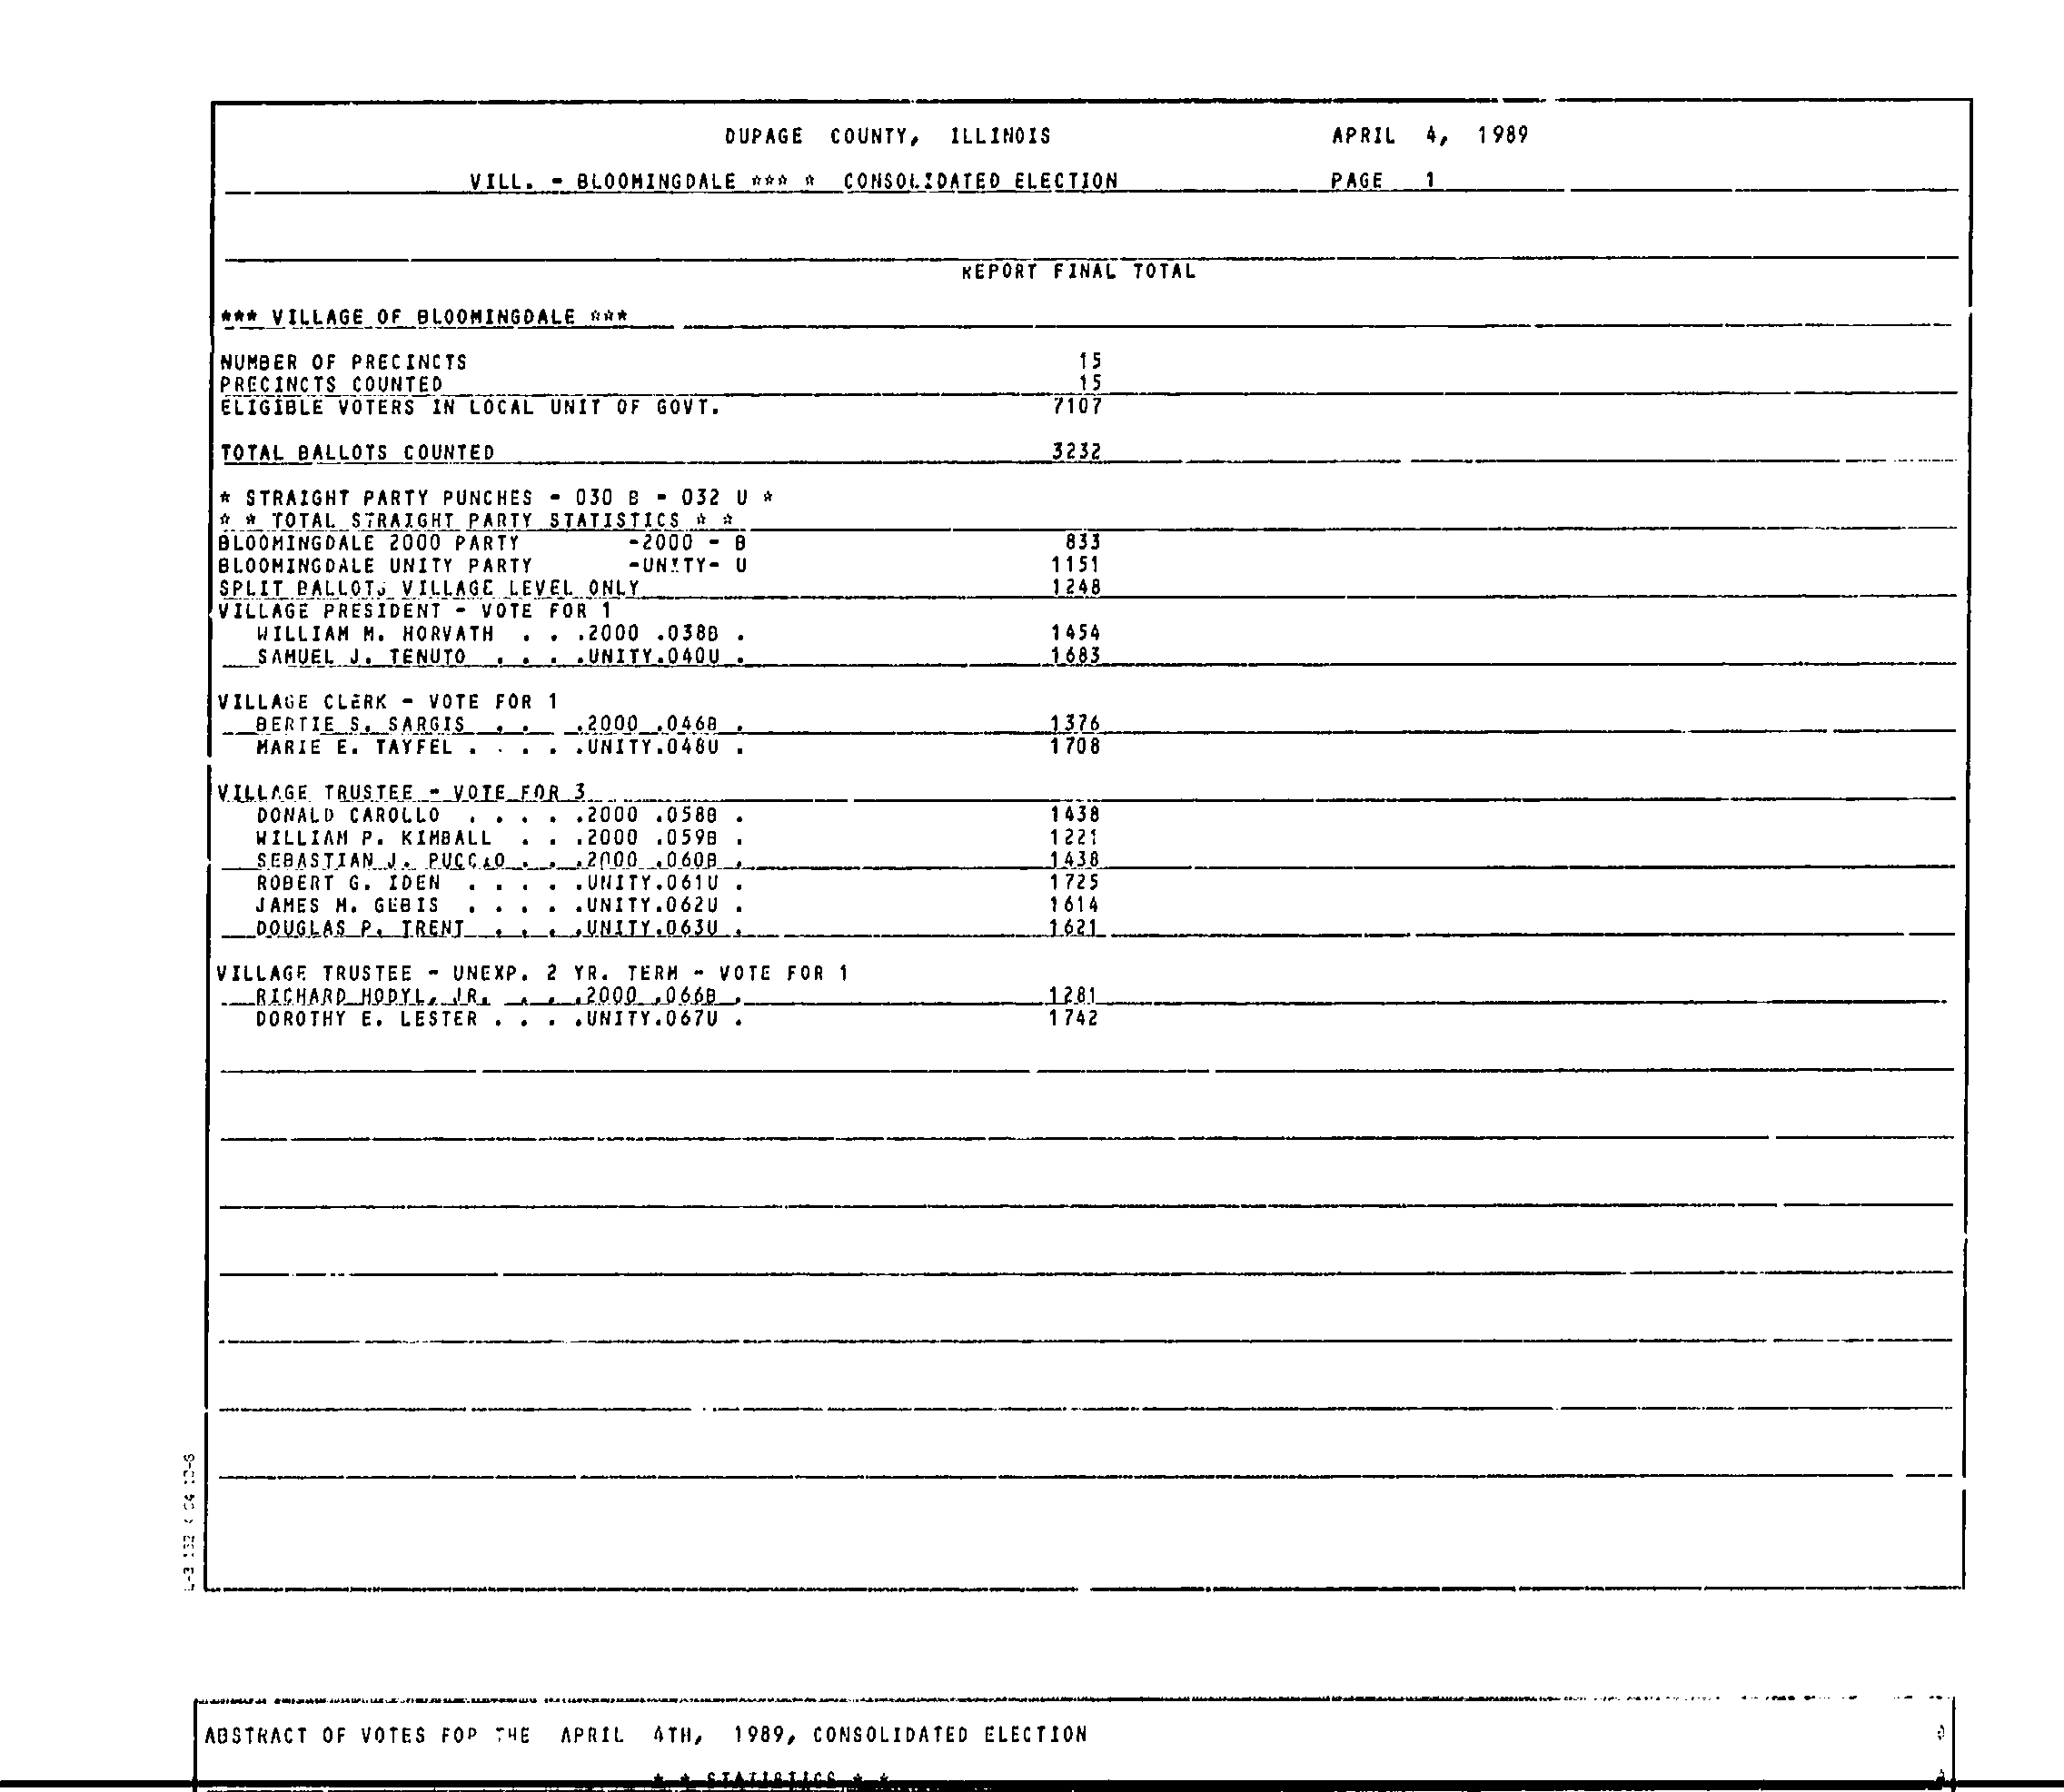 DUPAGE COUNTY, ILLINOIS APRIL 4, 1989
VILL. - BLOOMINGDALE *** * CONSOLIDATED ELECTION PAGE 1
REPORT FINAL TOTAL
*** VILLAGE OF BLOOMINGDALE ***
NUMBER OF PRECINCTS 15
PRECINCTS COUNTED 15
ELIGIBLE VOTERS IN LOCAL UNIT OF GOVT. 7107
TOTAL BALLOTS COUNTED 3232
* STRAIGHT PARTY PUNCHES - 030 B - 032 U *
* * TOTAL STRAIGHT PARTY STATISTICS * *
BLOOMINGDALE 2000 PARTY -2000 - B 833
BLOOMINGDALE UNITY PARTY -UNITY- U 1151
SPLIT BALLOTS VILLAGE LEVEL ONLY 1248
VILLAGE PRESIDENT - VOTE FOR 1
WILLIAM M. HORVATH . . .2000 .038B . 1454
SAMUEL J. TENUTO . . . .UNITY.040U . 1683
VILLAGE CLERK - VOTE FOR 1
BERTIE S. SARGIS . . .2000 .046B . 1376
MARIE E. TAYFEL . . . . .UNITY.048U . 1708
VILLAGE TRUSTEE - VOTE FOR 3
DONALD CAROLLO . . . . .2000 .058B . 1438
WILLIAM P. KIMBALL . . .2000 .059B . 1221
SEBASTIAN J. PUCCIO . . .2000 .060B . 1438
ROBERT G. IDEN . . . . .UNITY.061U . 1725
JAMES M. GEBIS . . . . .UNITY.062U . 1614
DOUGLAS P. TRENT . . . .UNITY.063U . 1621
VILLAGE TRUSTEE - UNEXP. 2 YR. TERM - VOTE FOR 1
RICHARD HODYL, JR. . . .2000 .066B . 1281
DOROTHY E. LESTER . . . .UNITY.067U . 1742
ABSTRACT OF VOTES FOR THE APRIL 4TH, 1989, CONSOLIDATED ELECTION
* * STATISTICS * *